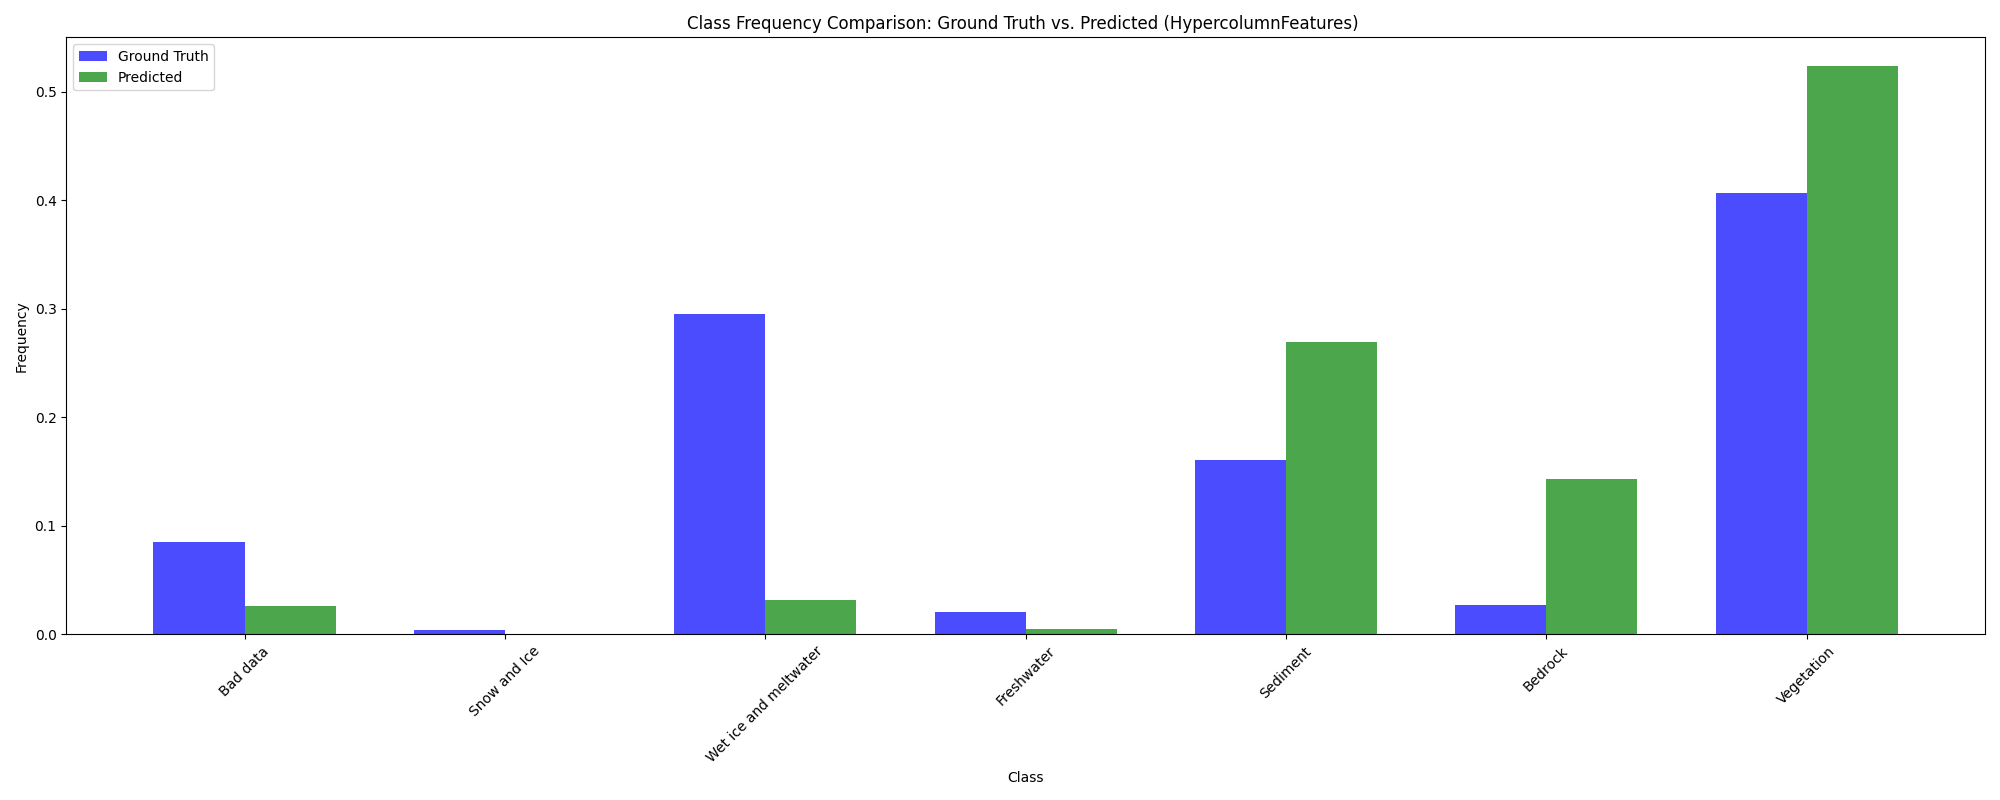 Class Frequency Comparison: Ground Truth vs. Predicted (HypercolumnFeatures)
Ground Truth
Predicted
Frequency
0.5
0.4
0.3
0.2
0.1
0.0
Bad data
Snow and Ice
Wet ice and meltwater
Freshwater
Sediment
Bedrock
Vegetation
Class